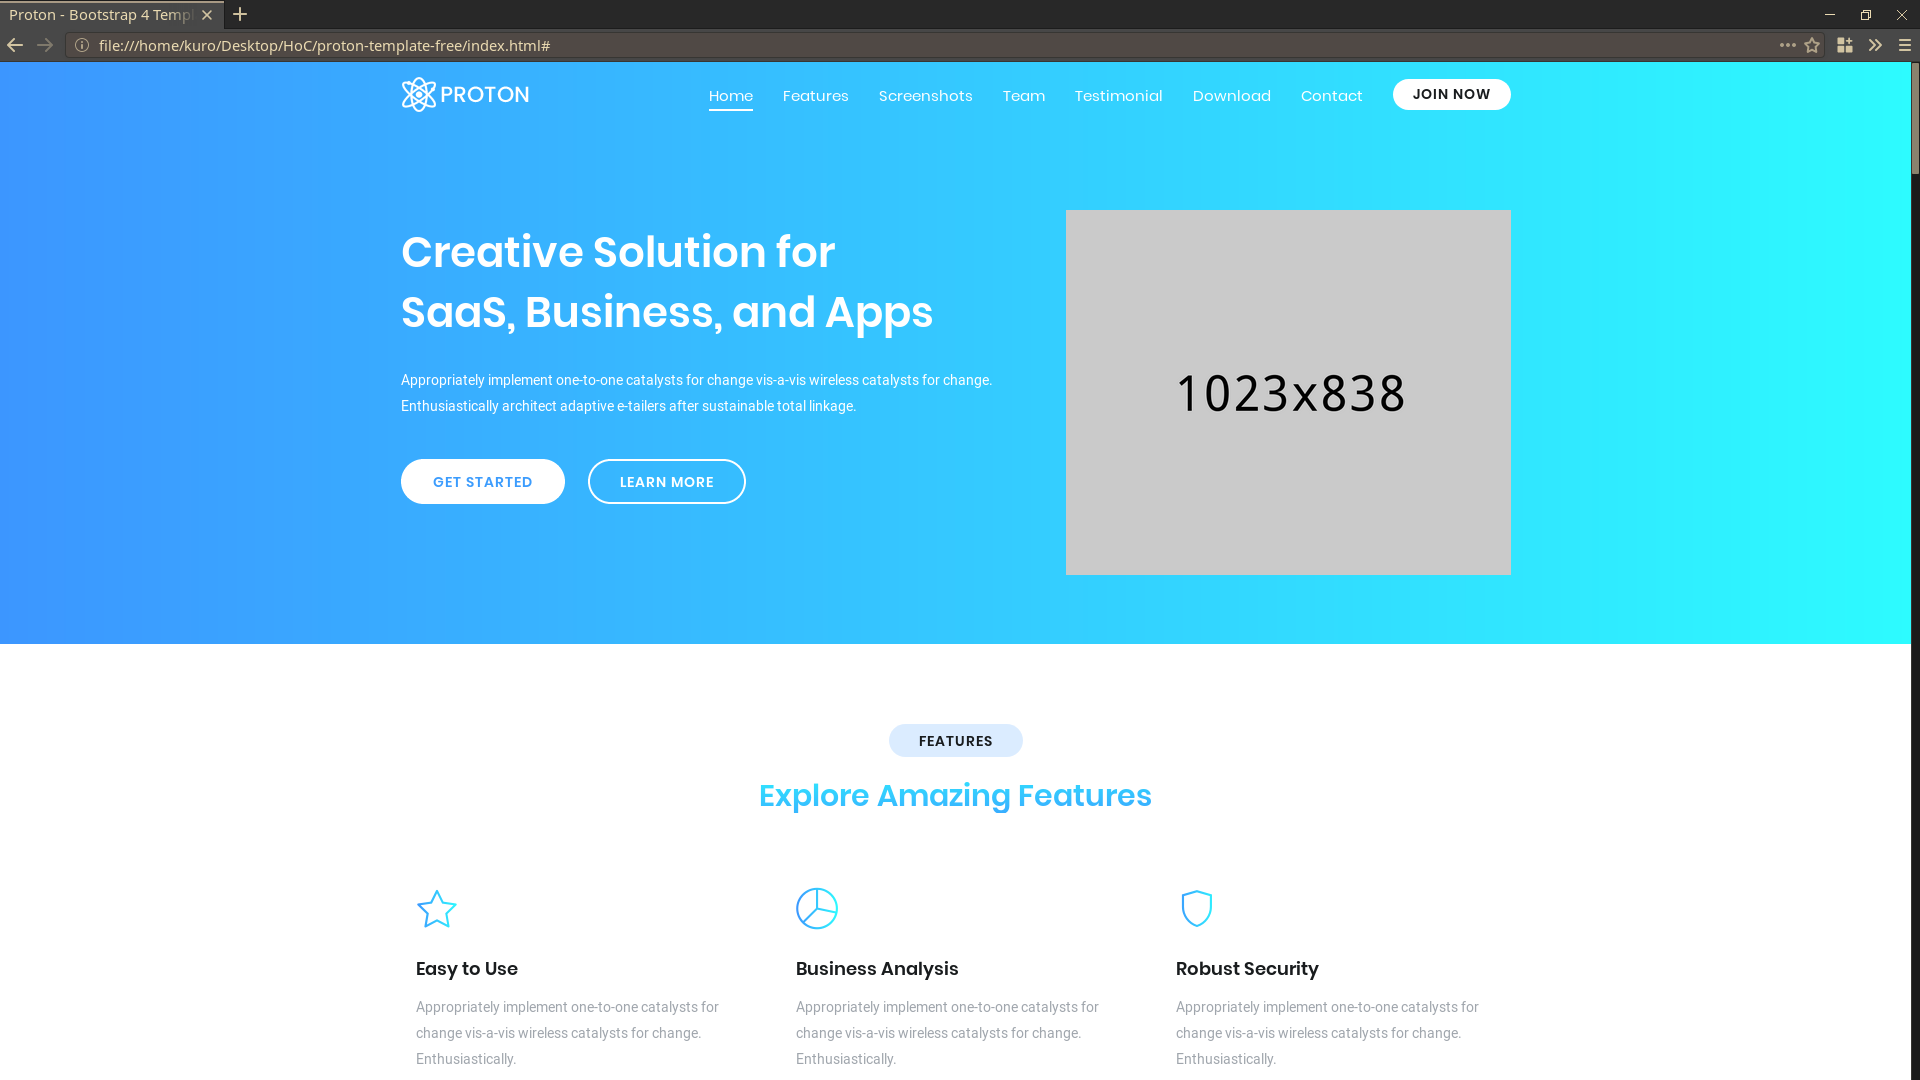 Proton - Bootstrap 4 Templ
file:///home/kuro/Desktop/HoC/proton-template-free/index.html#
PROTON
Home Features Screenshots Team Testimonial Download Contact JOIN NOW
Creative Solution for
SaaS, Business, and Apps
Appropriately implement one-to-one catalysts for change vis-a-vis wireless catalysts for change.
Enthusiastically architect adaptive e-tailers after sustainable total linkage.
GET STARTED LEARN MORE
1023x838
FEATURES
Explore Amazing Features
Easy to Use
Appropriately implement one-to-one catalysts for
change vis-a-vis wireless catalysts for change.
Enthusiastically.
Business Analysis
Appropriately implement one-to-one catalysts for
change vis-a-vis wireless catalysts for change.
Enthusiastically.
Robust Security
Appropriately implement one-to-one catalysts for
change vis-a-vis wireless catalysts for change.
Enthusiastically.